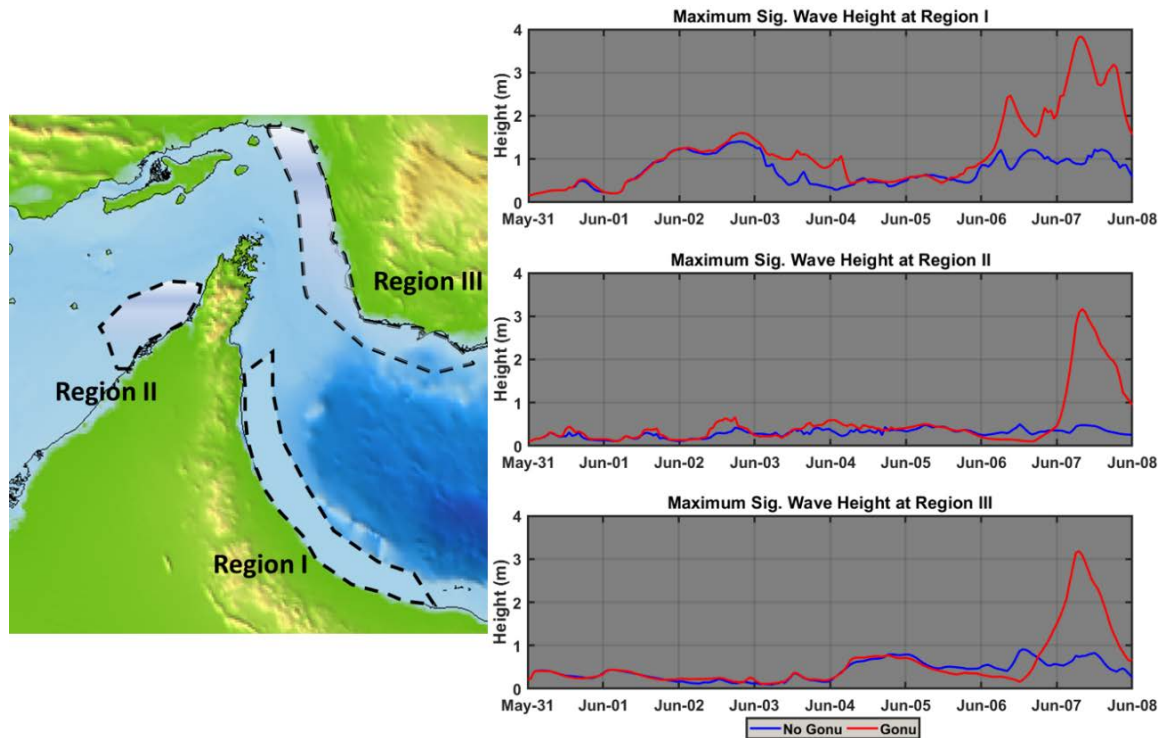 Region III
Region II
Region I
Maximum Sig. Wave Height at Region I
Height (m)
4
3
2
1
0
May-31 Jun-01 Jun-02 Jun-03 Jun-04 Jun-05 Jun-06 Jun-07 Jun-08
Maximum Sig. Wave Height at Region II
Height (m)
4
3
2
1
0
May-31 Jun-01 Jun-02 Jun-03 Jun-04 Jun-05 Jun-06 Jun-07 Jun-08
Maximum Sig. Wave Height at Region III
Height (m)
4
3
2
1
0
May-31 Jun-01 Jun-02 Jun-03 Jun-04 Jun-05 Jun-06 Jun-07 Jun-08
No Gonu Gonu